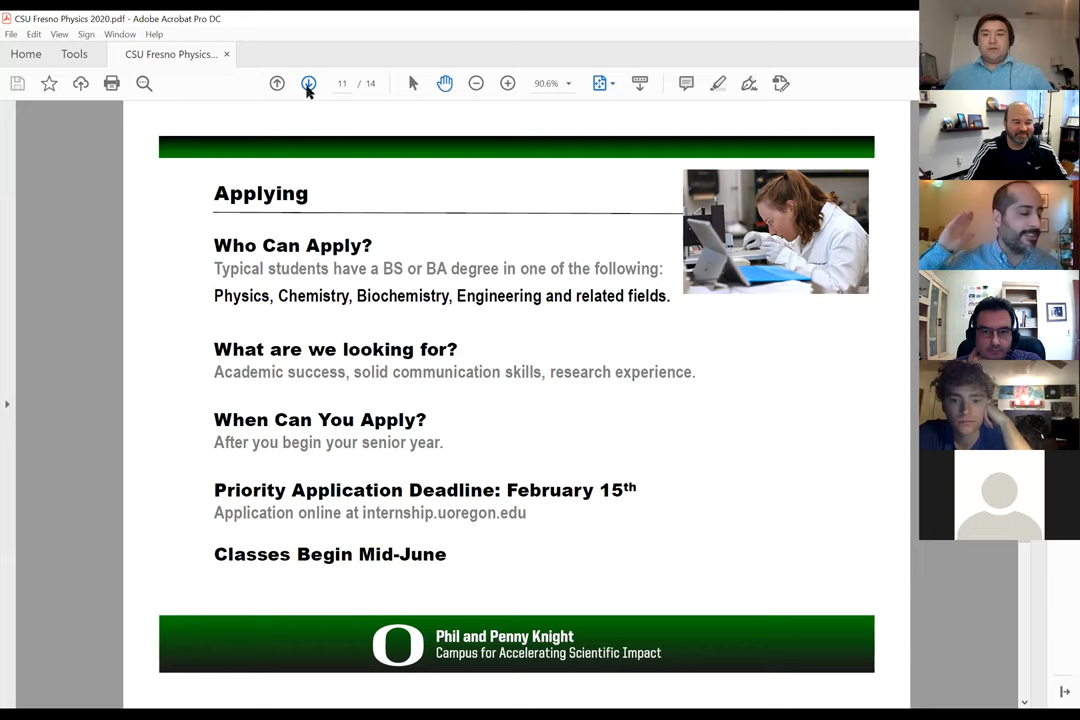 CSU Fresno Physics 2020.pdf - Adobe Acrobat Pro DC
File Edit View Sign Window Help
Home Tools CSU Fresno Physics... ×
11 / 14 90.6%
Applying
Who Can Apply?
Typical students have a BS or BA degree in one of the following:
Physics, Chemistry, Biochemistry, Engineering and related fields.
What are we looking for?
Academic success, solid communication skills, research experience.
When Can You Apply?
After you begin your senior year.
Priority Application Deadline: February 15th
Application online at internship.uoregon.edu
Classes Begin Mid-June
O Phil and Penny Knight
Campus for Accelerating Scientific Impact